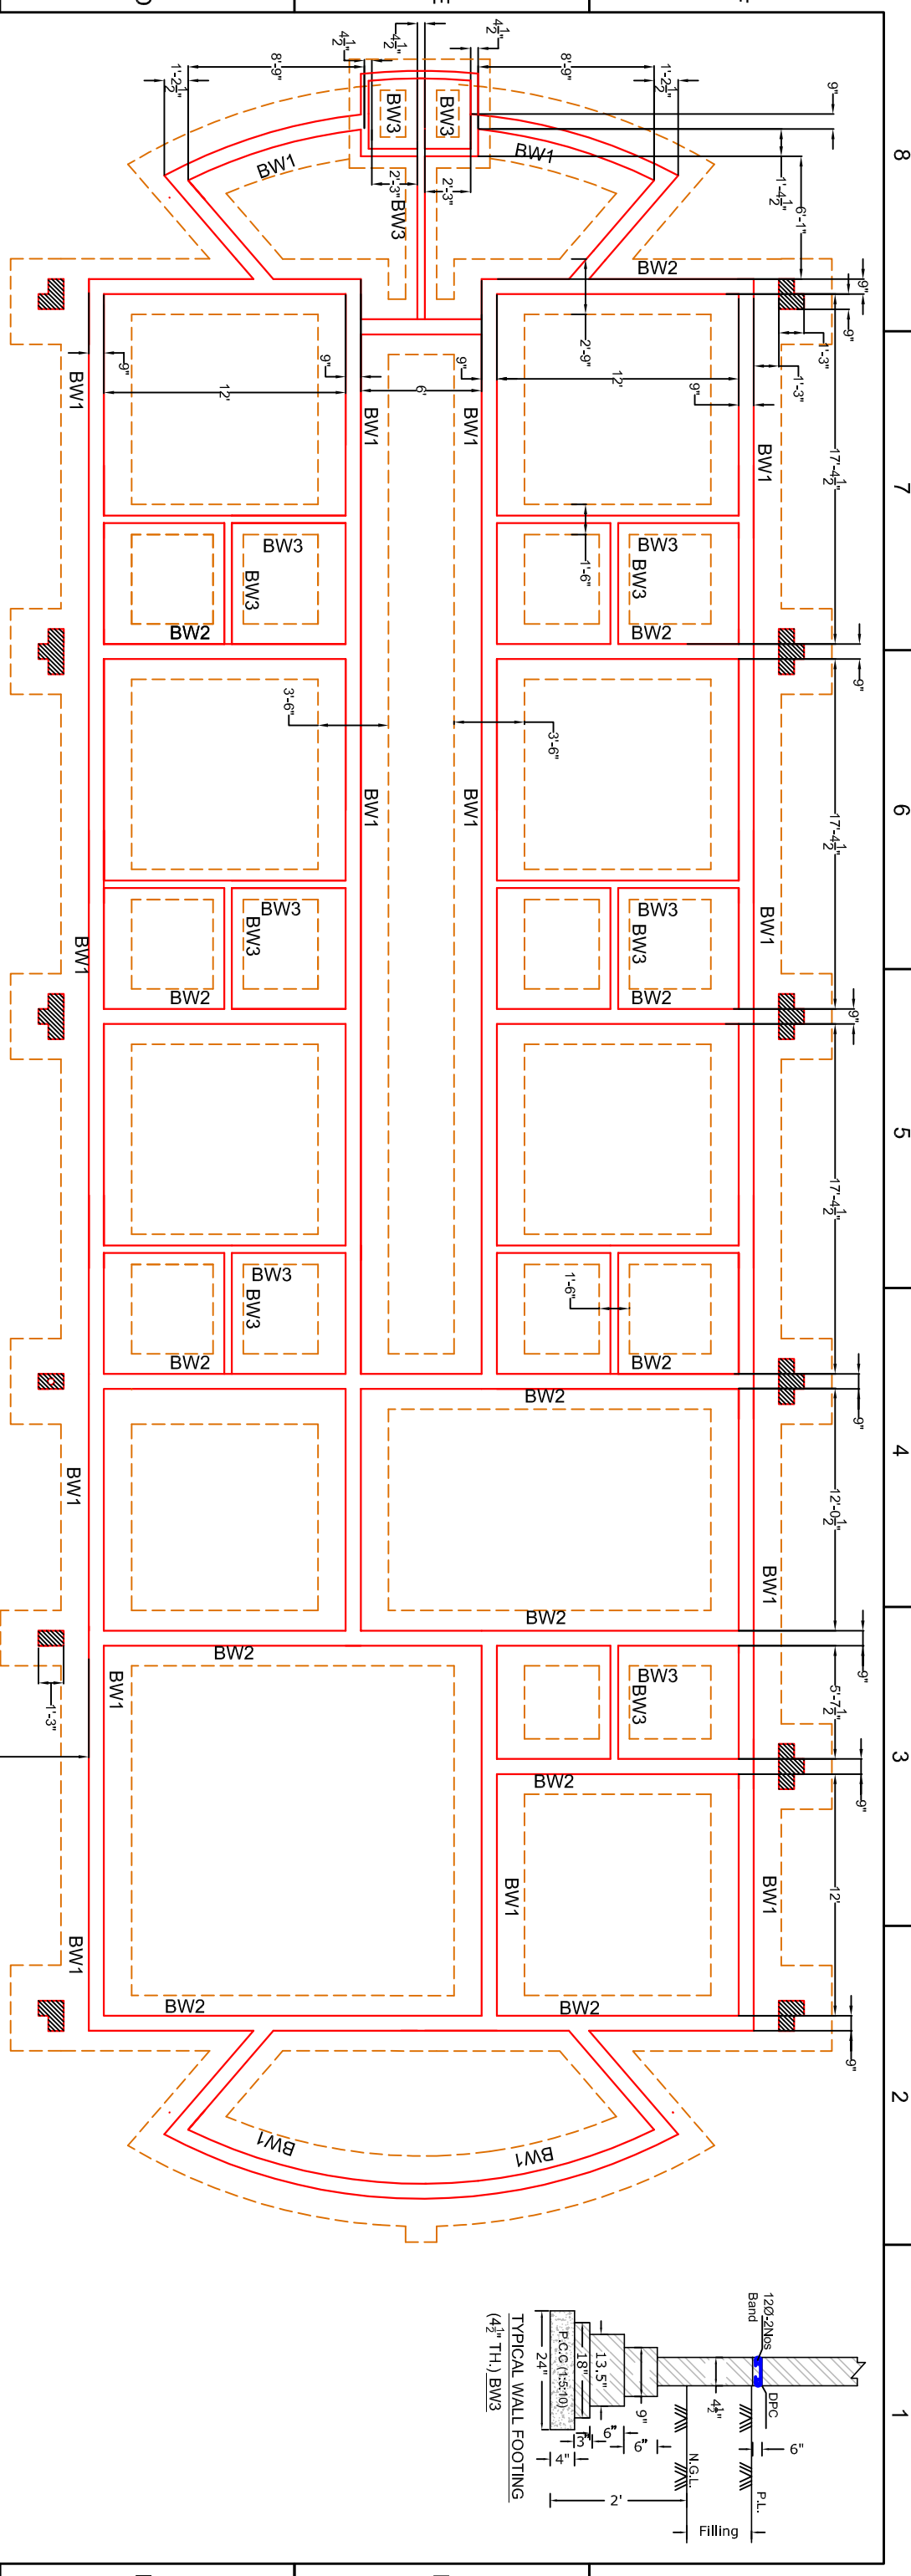 8
7
6
5
4
3
2
1
4½"
4½"
4½"
8'-9"
8'-9"
1'-2½"
1'-2½"
9"
1'-4½"
6'-1"
BW3
BW3
BW1
BW1
2'-3"
2'-3"
BW3
BW2
9"
9"
1'-3"
1'-3"
2'-9"
9"
9"
9"
9"
12'
12'
6'
BW1
BW1
BW1
BW1
17'-4½"
1'-6"
BW3
BW3
BW3
BW3
BW2
BW2
9"
3'-6"
3'-6"
BW1
BW1
17'-4½"
BW3
BW3
BW3
BW3
BW1
BW1
BW2
BW2
9"
17'-4½"
BW3
BW3
1'-6"
BW2
BW2
9"
BW2
12'-0½"
BW1
BW1
BW2
BW2
9"
BW3
BW3
BW1
5'-7½"
1'-3"
BW2
9"
BW1
BW1
BW1
12'
BW2
BW2
9"
BW1
BW1
12Ø-2Nos
Band
DPC
6"
P.L.
4½"
N.G.L.
Filling
9"
6"
13.5"
6"
18"
3"
P.C.C (1:5:10)
4"
24"
2'
TYPICAL WALL FOOTING
(4½" TH.) BW3